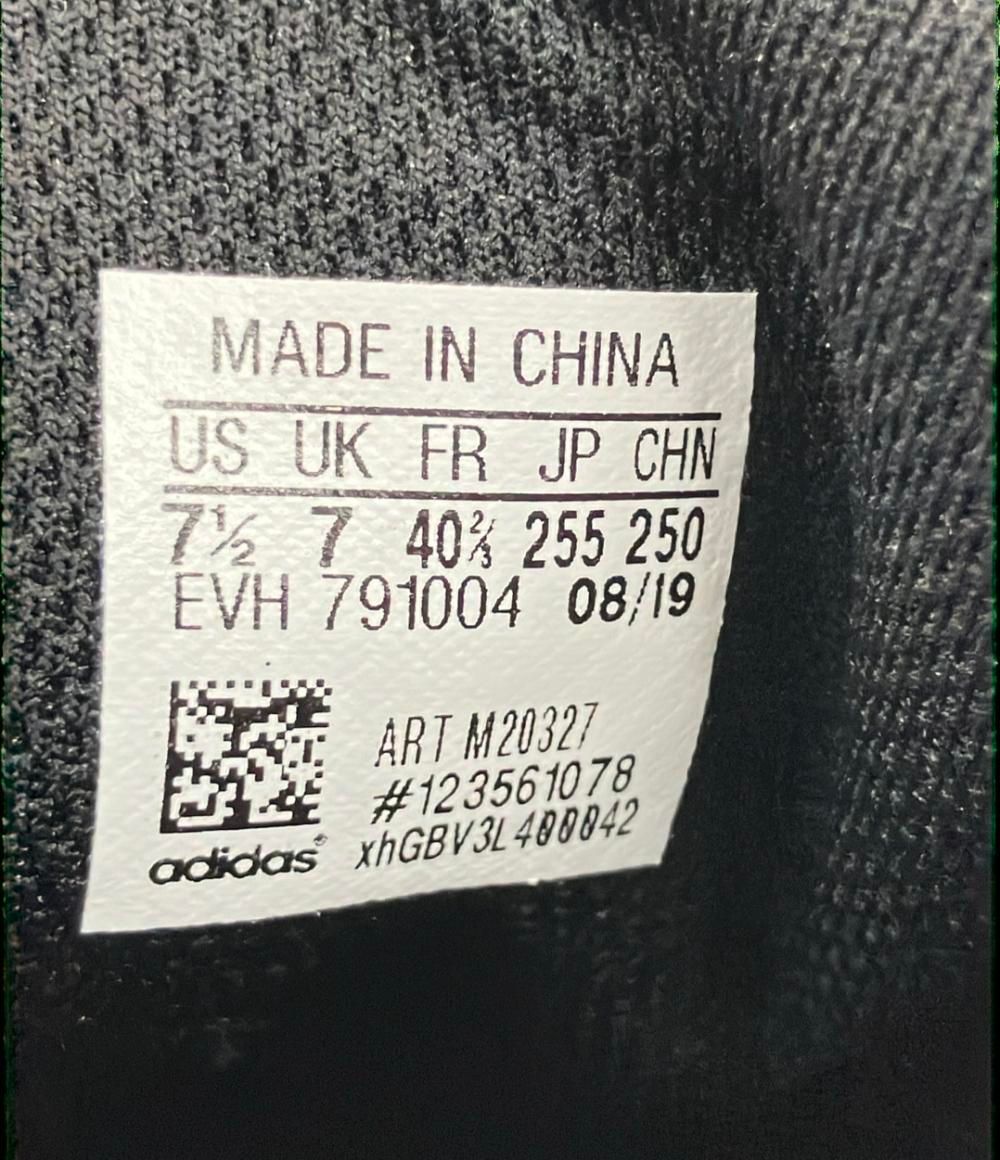 MADE IN CHINA
US UK FR JP CHN
7½ 7 40⅔ 255 250
EVH 791004 08/19
ART M20327
#123561078
xhGBV3L400042
adidas®